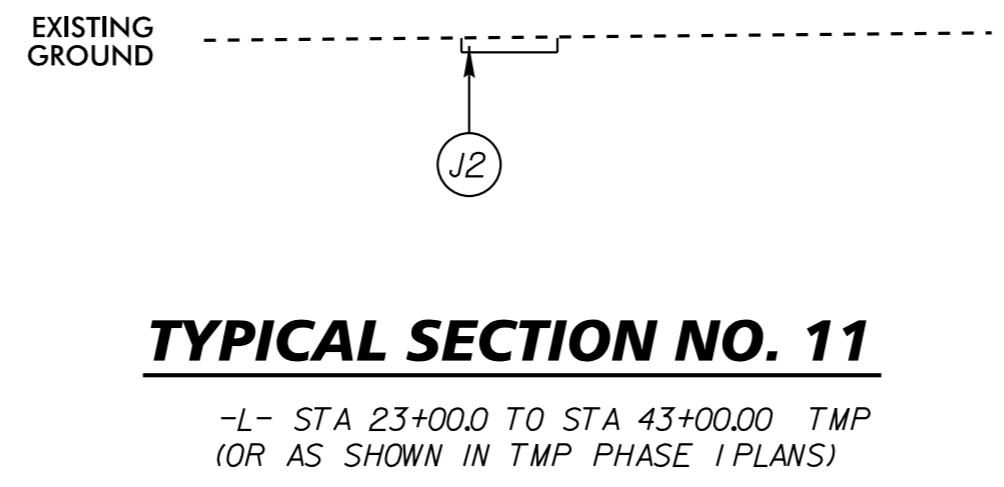 EXISTING
GROUND
J2
TYPICAL SECTION NO. 11
-L- STA 23+00.0 TO STA 43+00.00 TMP
(OR AS SHOWN IN TMP PHASE I PLANS)